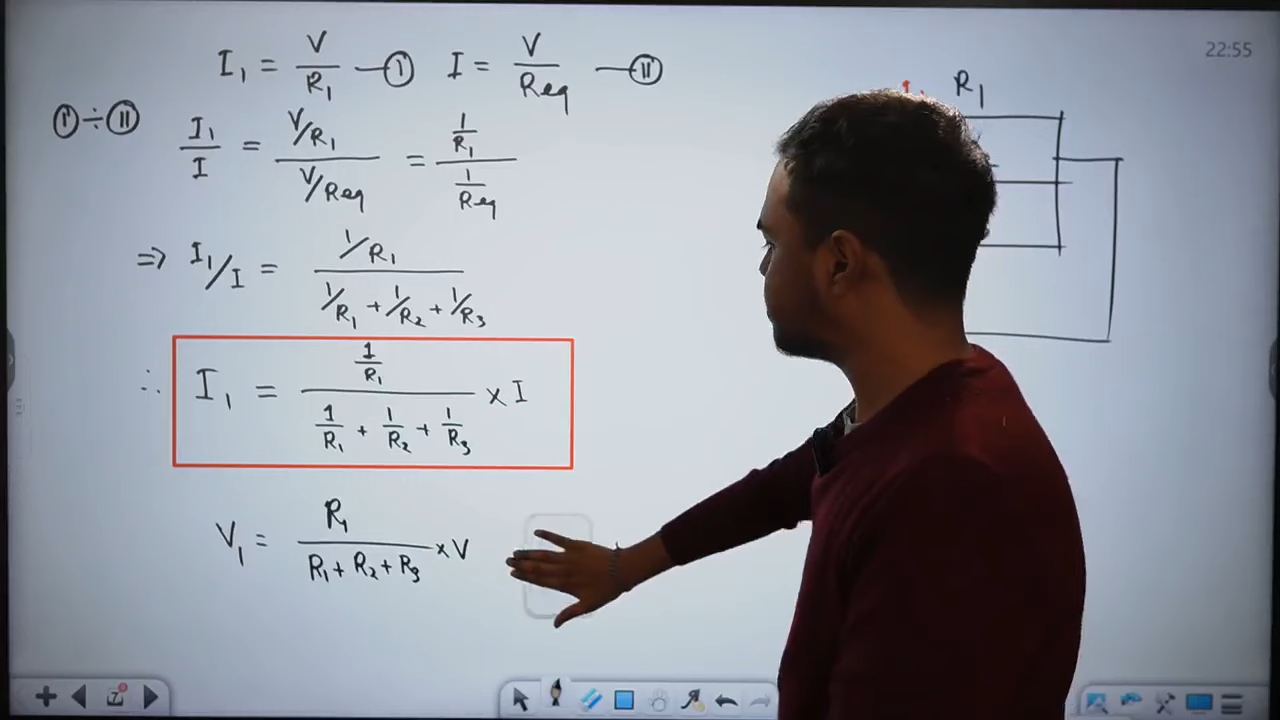 22:55
I₁ = V/R₁ —Ⓘ I = V/Req —Ⓘ︎Ⓘ
Ⓘ ÷ ⒾⒾ I₁/I = (V/R₁)/(V/Req) = (1/R₁)/(1/Req)
⇒ I₁/I = (1/R₁)/(1/R₁ + 1/R₂ + 1/R₃)
∴ I₁ = (1/R₁)/(1/R₁ + 1/R₂ + 1/R₃) × I
V₁ = R₁/(R₁ + R₂ + R₃) × V
R₁